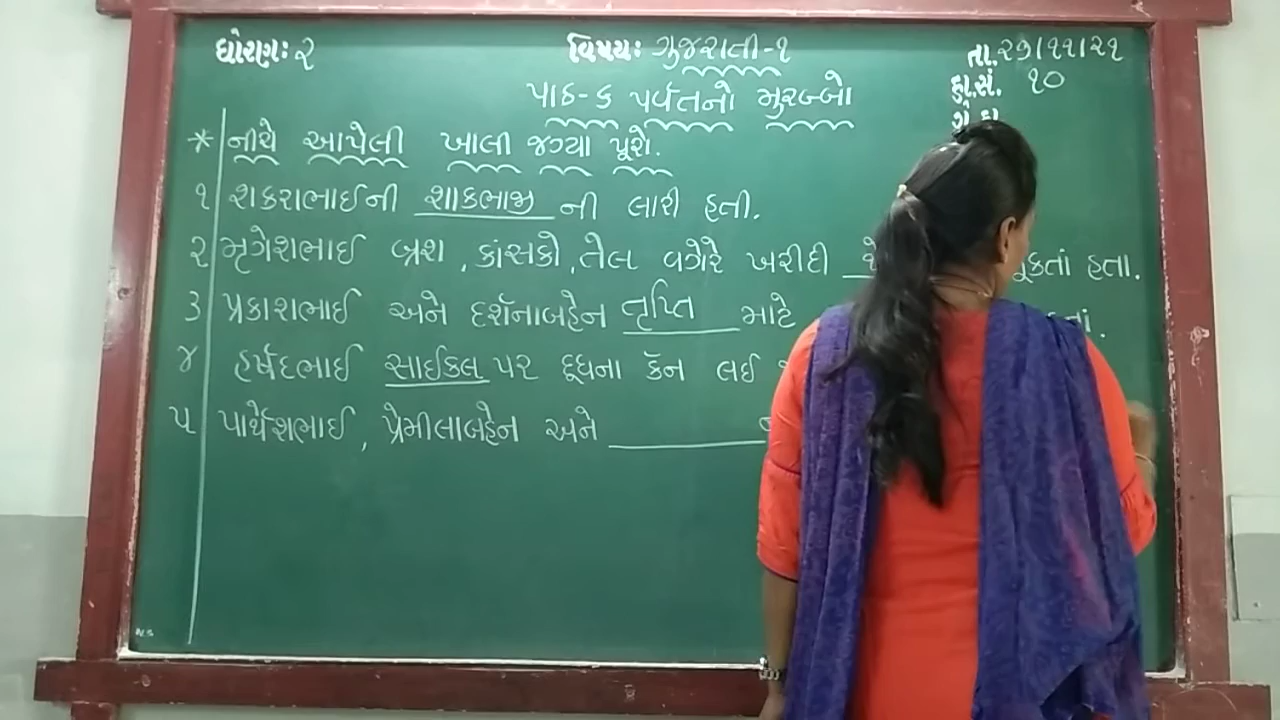 ધોરણઃ ૨ વિષયઃ ગુજરાતી-૧ તા.૨૭/૧૧/૨૧
પાઠ-૬ પર્વતનો મુરબ્બો હા.સં. ૧૦
* નીચે આપેલી ખાલી જગ્યા પૂરો.
૧ શકરાભાઈની શાકભાજી ની લારી હતી.
૨ મૃગેશભાઈ બ્રશ, કાંસકો, તેલ વગેરે ખરીદી હતા.
૩ પ્રકાશભાઈ અને દર્શનાબહેન તૃપ્તિ માટે
૪ હર્ષદભાઈ સાઈકલ પર દૂધના કૅન લઈ
૫ પાર્થેશભાઈ, પ્રેમીલાબહેન અને ________